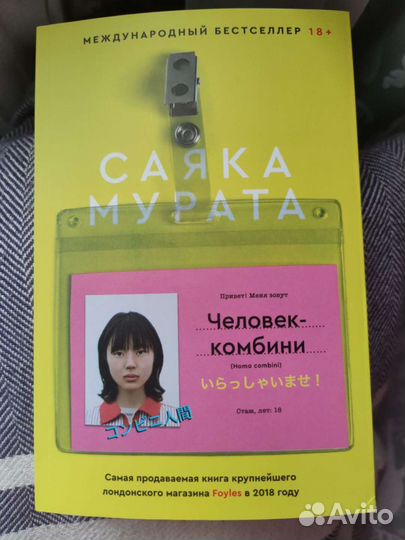 МЕЖДУНАРОДНЫЙ БЕСТСЕЛЛЕР 18+
САЯКА
МУРАТА
Привет! Меня зовут
Человек-
комбини
[Homo combini]
いらっしゃいませ!
コンビニ人間
Стаж, лет: 18
Самая продаваемая книга крупнейшего
лондонского магазина Foyles в 2018 году
Avito